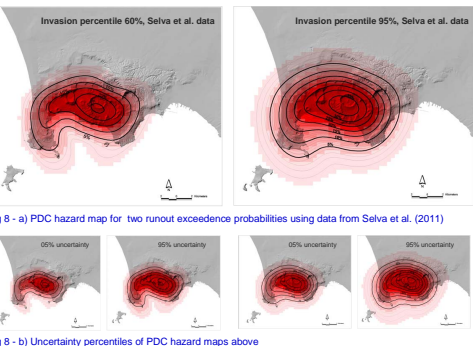 Invasion percentile 60%, Selva et al. data
Invasion percentile 95%, Selva et al. data
g 8 - a) PDC hazard map for two runout exceedence probabilities using data from Selva et al. (2011)
05% uncertainty
95% uncertainty
05% uncertainty
95% uncertainty
g 8 - b) Uncertainty percentiles of PDC hazard maps above